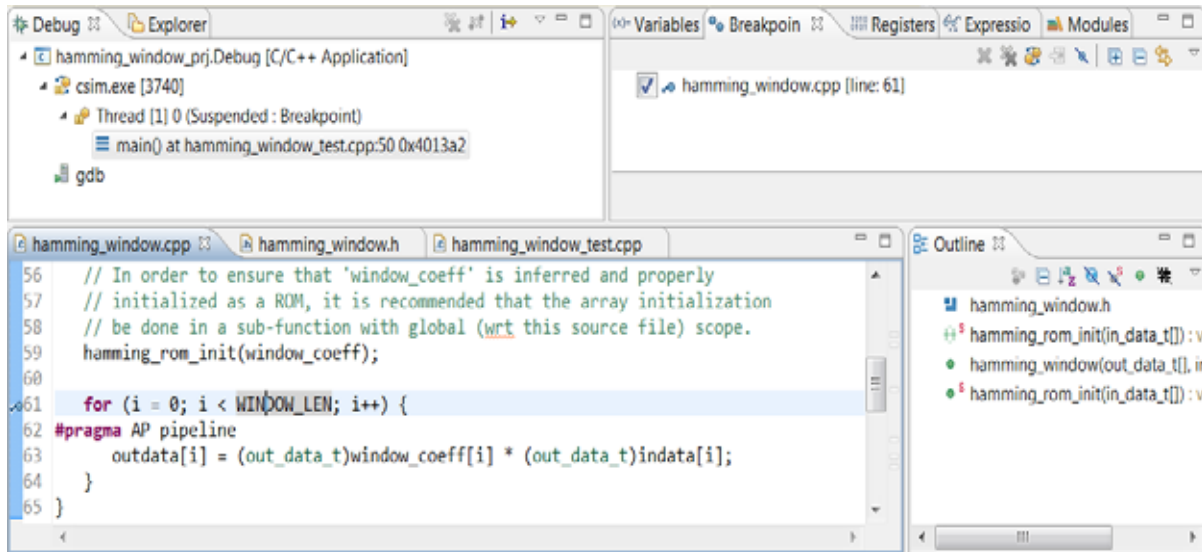 Debug
Explorer
hamming_window_prj.Debug [C/C++ Application]
csim.exe [3740]
Thread [1] 0 (Suspended : Breakpoint)
main() at hamming_window_test.cpp:50 0x4013a2
gdb
(x)= Variables
Breakpoin
Registers
Expressio
Modules
hamming_window.cpp [line: 61]
hamming_window.cpp
hamming_window.h
hamming_window_test.cpp
56 // In order to ensure that 'window_coeff' is inferred and properly
57 // initialized as a ROM, it is recommended that the array initialization
58 // be done in a sub-function with global (wrt this source file) scope.
59 hamming_rom_init(window_coeff);
60
61 for (i = 0; i < WINDOW_LEN; i++) {
62 #pragma AP pipeline
63 outdata[i] = (out_data_t)window_coeff[i] * (out_data_t)indata[i];
64 }
65 }
Outline
hamming_window.h
hamming_rom_init(in_data_t[]) : v
hamming_window(out_data_t[], i
hamming_rom_init(in_data_t[]) : v